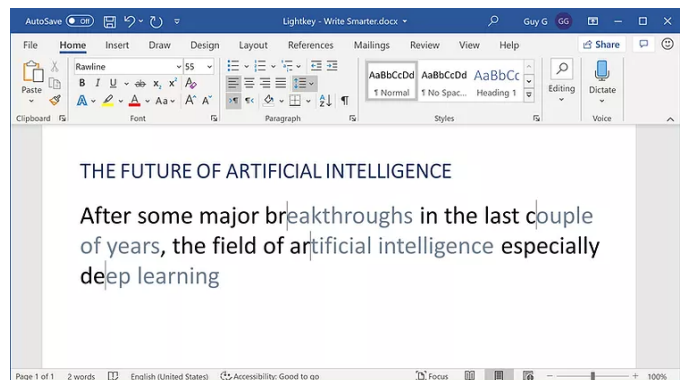 AutoSave Off Lightkey - Write Smarter.docx Guy G GG
File Home Insert Draw Design Layout References Mailings Review View Help Share
Rawline 55
AaBbCcDd AaBbCcDd AaBbCc
Paste B I U ab x₂ x² A Editing Dictate
A A Aa A A ¶ Normal ¶ No Spac... Heading 1
Clipboard Font Paragraph Styles Voice
THE FUTURE OF ARTIFICIAL INTELLIGENCE
After some major breakthroughs in the last couple
of years, the field of artificial intelligence especially
deep learning
Page 1 of 1 2 words English (United States) Accessibility: Good to go Focus 100%